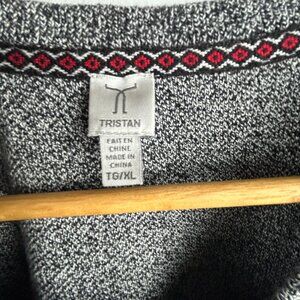 TRISTAN
FAIT EN
CHINE
MADE IN
CHINA
TG/XL